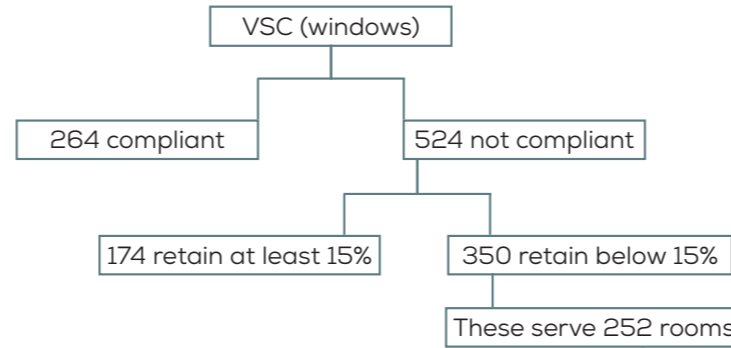 VSC (windows)
264 compliant
524 not compliant
174 retain at least 15%
350 retain below 15%
These serve 252 rooms